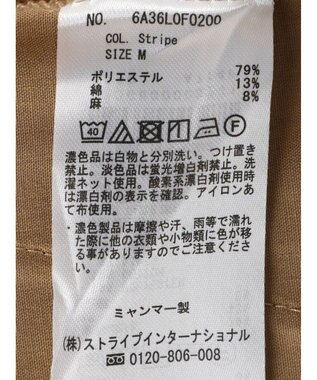 NO. 6A36L0F0200
COL. Stripe
SIZE M
ポリエステル 79%
綿 13%
麻 8%
40 F
濃色品は白物と分別洗い。つけ置き
禁止。淡色品は蛍光増白剤禁止。洗
濯ネット使用。酸素系漂白剤使用時
は漂白剤の表示を確認。アイロンあ
て布使用。
・濃色製品は摩擦や汗、雨等で濡れ
た際に他の衣類や小物類に色が移
る事がありますのでご注意下さい。
ミャンマー製
(株)ストライプインターナショナル
0120-806-008